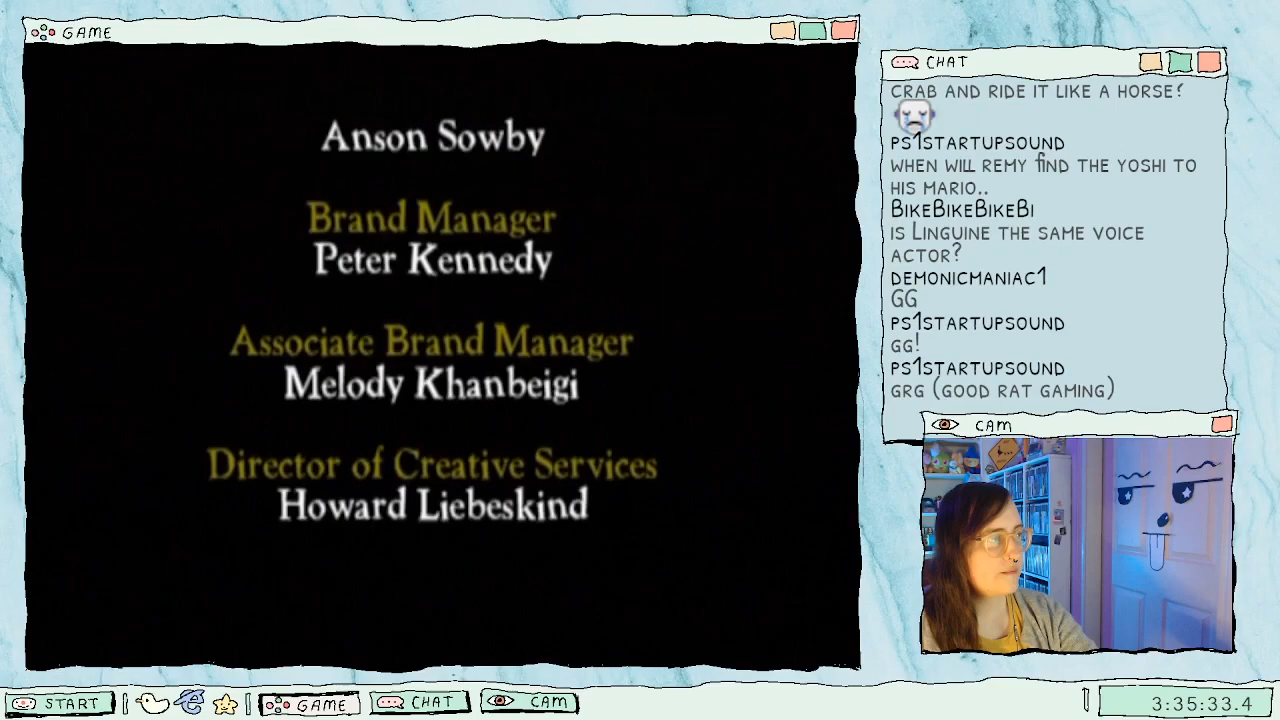 GAME
Anson Sowby
Brand Manager
Peter Kennedy
Associate Brand Manager
Melody Khanbeigi
Director of Creative Services
Howard Liebeskind
CHAT
CRAB AND RIDE IT LIKE A HORSE?
PS1STARTUPSOUND
WHEN WILL REMY FIND THE YOSHI TO
HIS MARIO..
BIKEBIKEBIKEBI
IS LINGUINE THE SAME VOICE
ACTOR?
DEMONICMANIAC1
GG
PS1STARTUPSOUND
GG!
PS1STARTUPSOUND
GRG (GOOD RAT GAMING)
CAM
START
GAME
CHAT
CAM
3:35:33.4